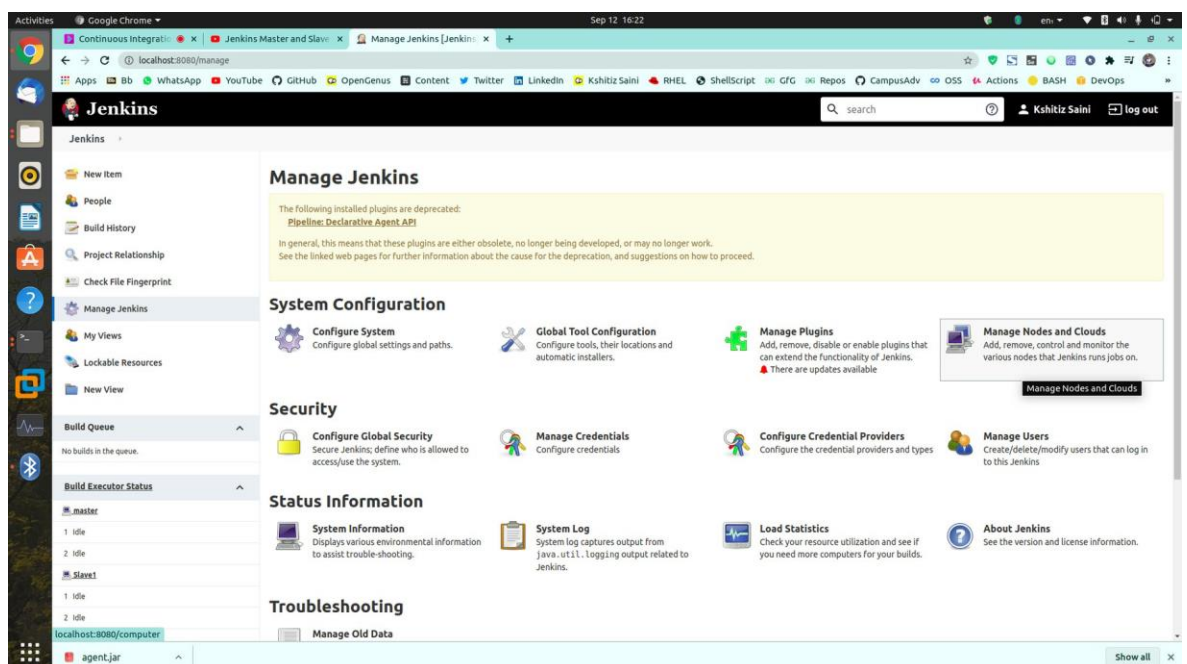 Activities
Google Chrome
Sep 12 16:22
en
Continuous Integratio
Jenkins Master and Slave
Manage Jenkins [Jenkins
localhost:8080/manage
Apps
Bb
WhatsApp
YouTube
GitHub
OpenGenus
Content
Twitter
LinkedIn
Kshitiz Saini
RHEL
ShellScript
GfG
Repos
CampusAdv
OSS
Actions
BASH
DevOps
Jenkins
search
Kshitiz Saini
log out
Jenkins
New Item
People
Build History
Project Relationship
Check File Fingerprint
Manage Jenkins
My Views
Lockable Resources
New View
Build Queue
No builds in the queue.
Build Executor Status
master
1 Idle
2 Idle
Slave1
1 Idle
2 Idle
localhost:8080/computer
Manage Jenkins
The following installed plugins are deprecated:
Pipeline: Declarative Agent API
In general, this means that these plugins are either obsolete, no longer being developed, or may no longer work.
See the linked web pages for further information about the cause for the deprecation, and suggestions on how to proceed.
System Configuration
Configure System
Configure global settings and paths.
Global Tool Configuration
Configure tools, their locations and
automatic installers.
Manage Plugins
Add, remove, disable or enable plugins that
can extend the functionality of Jenkins.
There are updates available
Manage Nodes and Clouds
Add, remove, control and monitor the
various nodes that Jenkins runs jobs on.
Manage Nodes and Clouds
Security
Configure Global Security
Secure Jenkins; define who is allowed to
access/use the system.
Manage Credentials
Configure credentials
Configure Credential Providers
Configure the credential providers and types
Manage Users
Create/delete/modify users that can log in
to this Jenkins
Status Information
System Information
Displays various environmental information
to assist trouble-shooting.
System Log
System log captures output from
java.util.logging output related to
Jenkins.
Load Statistics
Check your resource utilization and see if
you need more computers for your builds.
About Jenkins
See the version and license information.
Troubleshooting
Manage Old Data
agent.jar
Show all